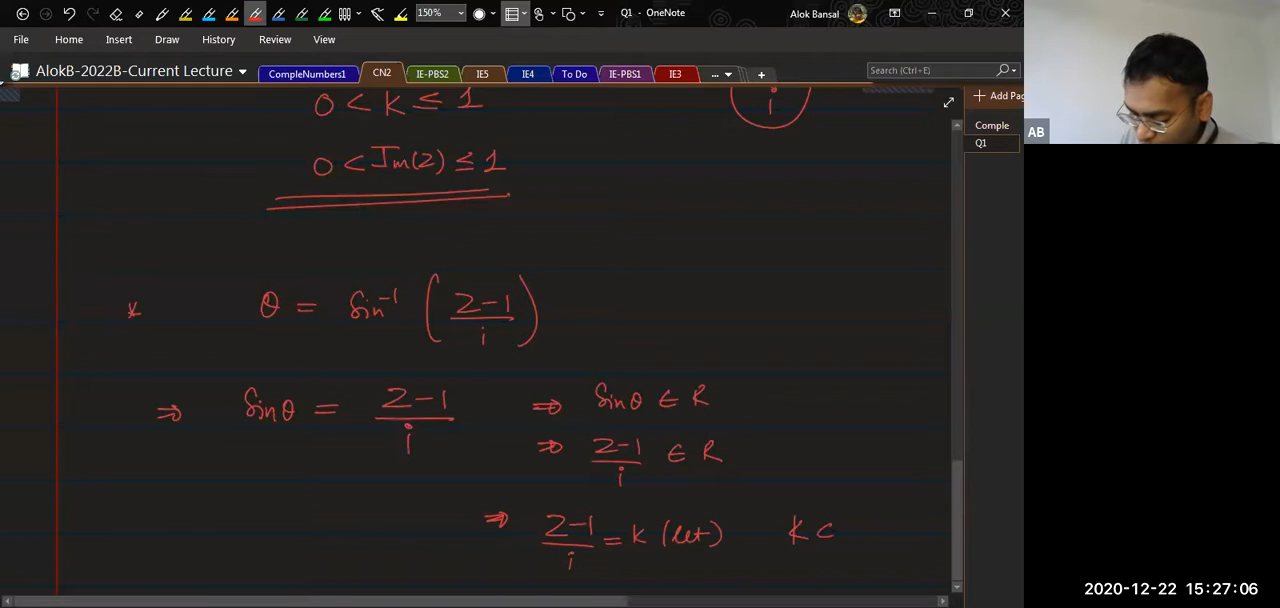 150%
Q1 - OneNote
Alok Bansal
File Home Insert Draw History Review View
AlokB-2022B-Current Lecture
CompleNumbers1 CN2 IE-PBS2 IE5 IE4 To Do IE-PBS1 IE3 ...
Search (Ctrl+E)
Add Pag
Comple
Q1
AB
0 < K ≤ 1
i
0 < Im(Z) ≤ 1
* θ = Sin⁻¹ ( (Z-1)/i )
⇒ Sinθ = (Z-1)/i ⇒ Sinθ ∈ R
⇒ (Z-1)/i ∈ R
⇒ (Z-1)/i = K (let) K C
2020-12-22 15:27:06